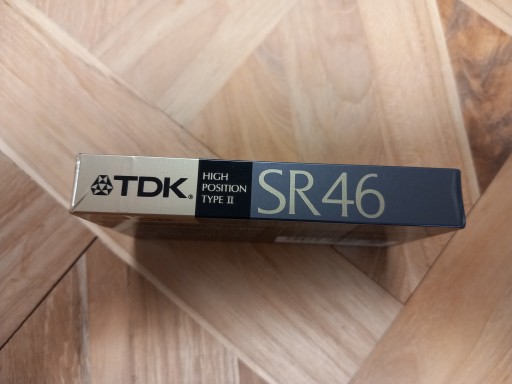 TDK®
HIGH
POSITION
TYPE II
SR46